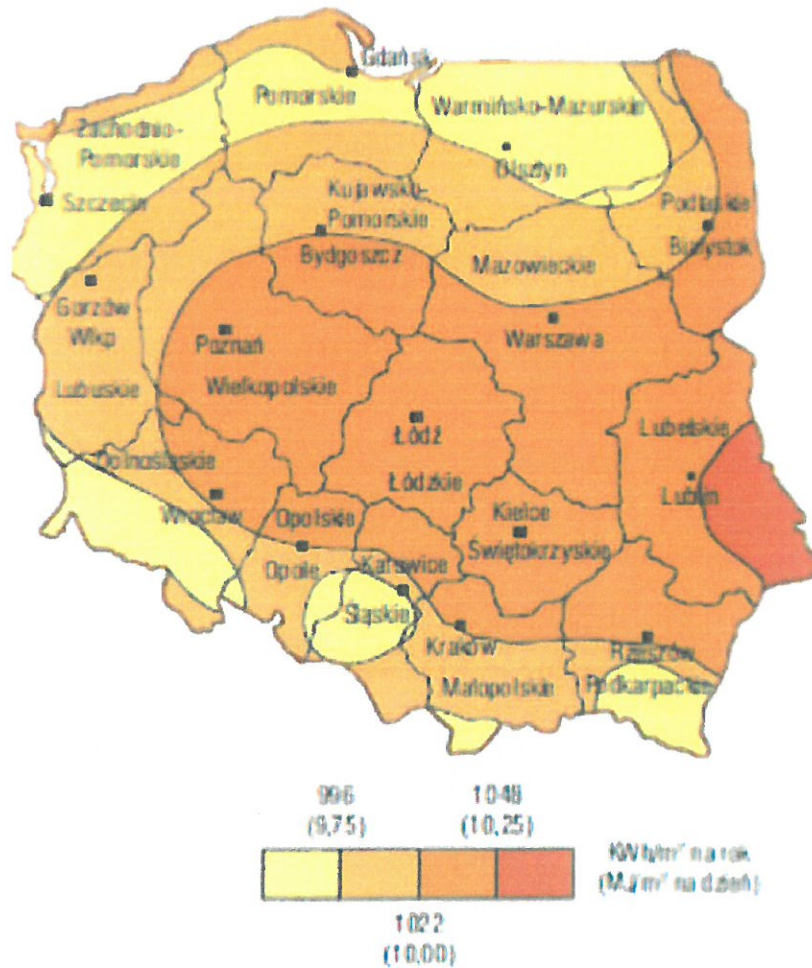 Gdańsk
Pomorskie
Warmińsko-Mazurskie
Zachodnio-
Pomorskie
Olsztyn
Szczecin
Kujawsko-
Pomorskie
Podlaskie
Bydgoszcz
Mazowieckie
Białystok
Gorzów
Wlkp
Poznań
Warszawa
Lubuskie
Wielkopolskie
Łódź
Lubelskie
Dolnośląskie
Łódzkie
Lublin
Wrocław
Opolskie
Kielce
Świętokrzyskie
Opole
Katowice
Śląskie
Kraków
Rzeszów
Małopolskie
Podkarpackie
996
(9,75)
1048
(10,25)
KWh/m² na rok
(MJ/m² na dzień)
1022
(10,00)